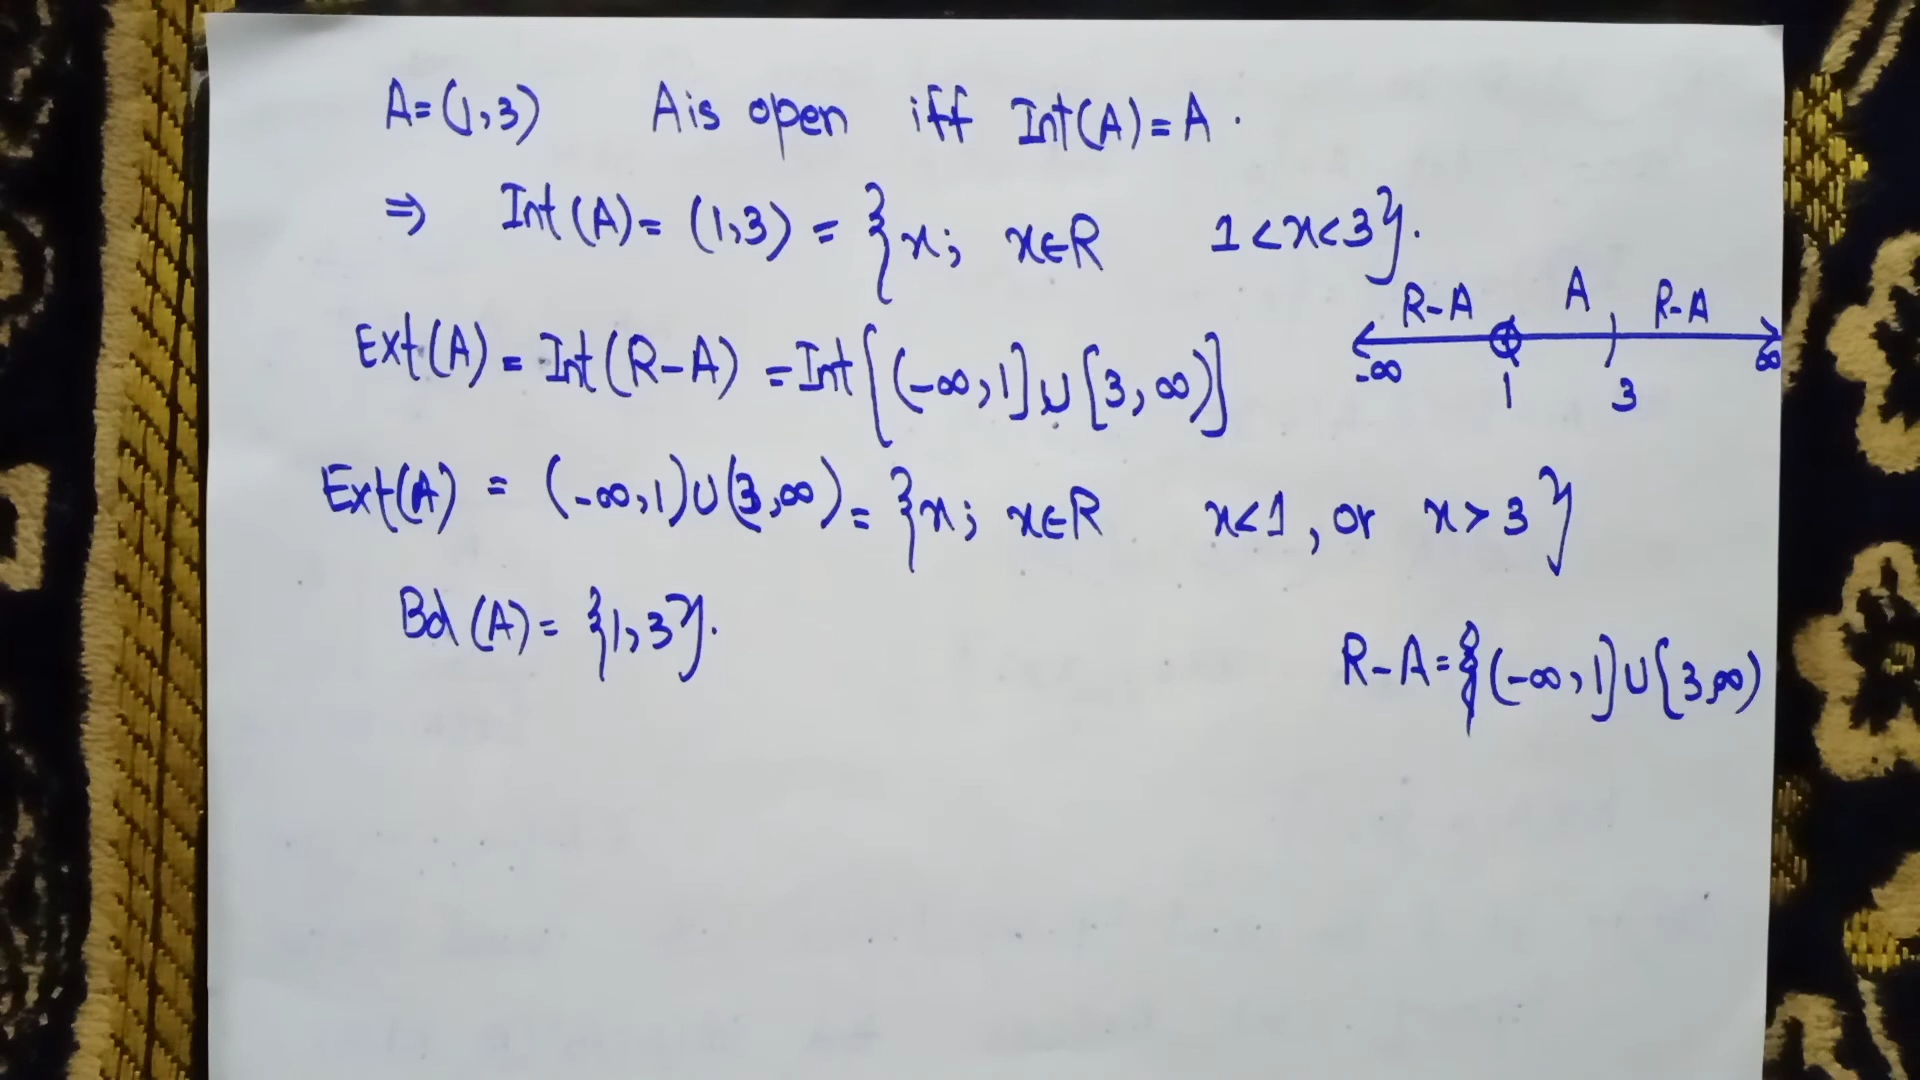 A=(1,3) A is open iff Int(A)=A.
⇒ Int(A)= (1,3) = {x; x∈R 1<x<3}.
R-A A R-A
-∞ 1 3 ∞
Ext(A) = Int(R-A) = Int[(-∞,1]∪[3,∞)]
Ext(A) = (-∞,1)∪(3,∞) = {x; x∈R x<1, or x>3}
Bd(A)= {1,3}.
R-A={(-∞,1]∪[3,∞)